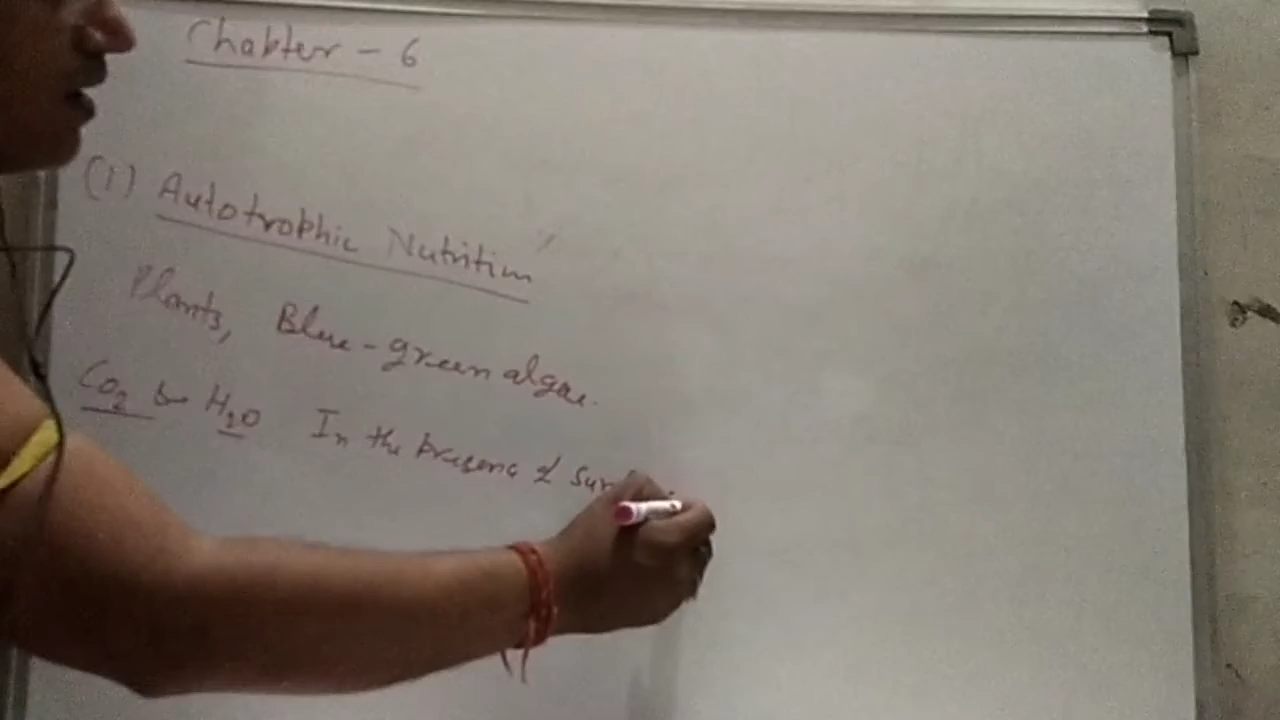 Chapter - 6
(1) Autotrophic Nutrition
Plants, Blue-green algae.
CO2 & H2O In the presence of Sun